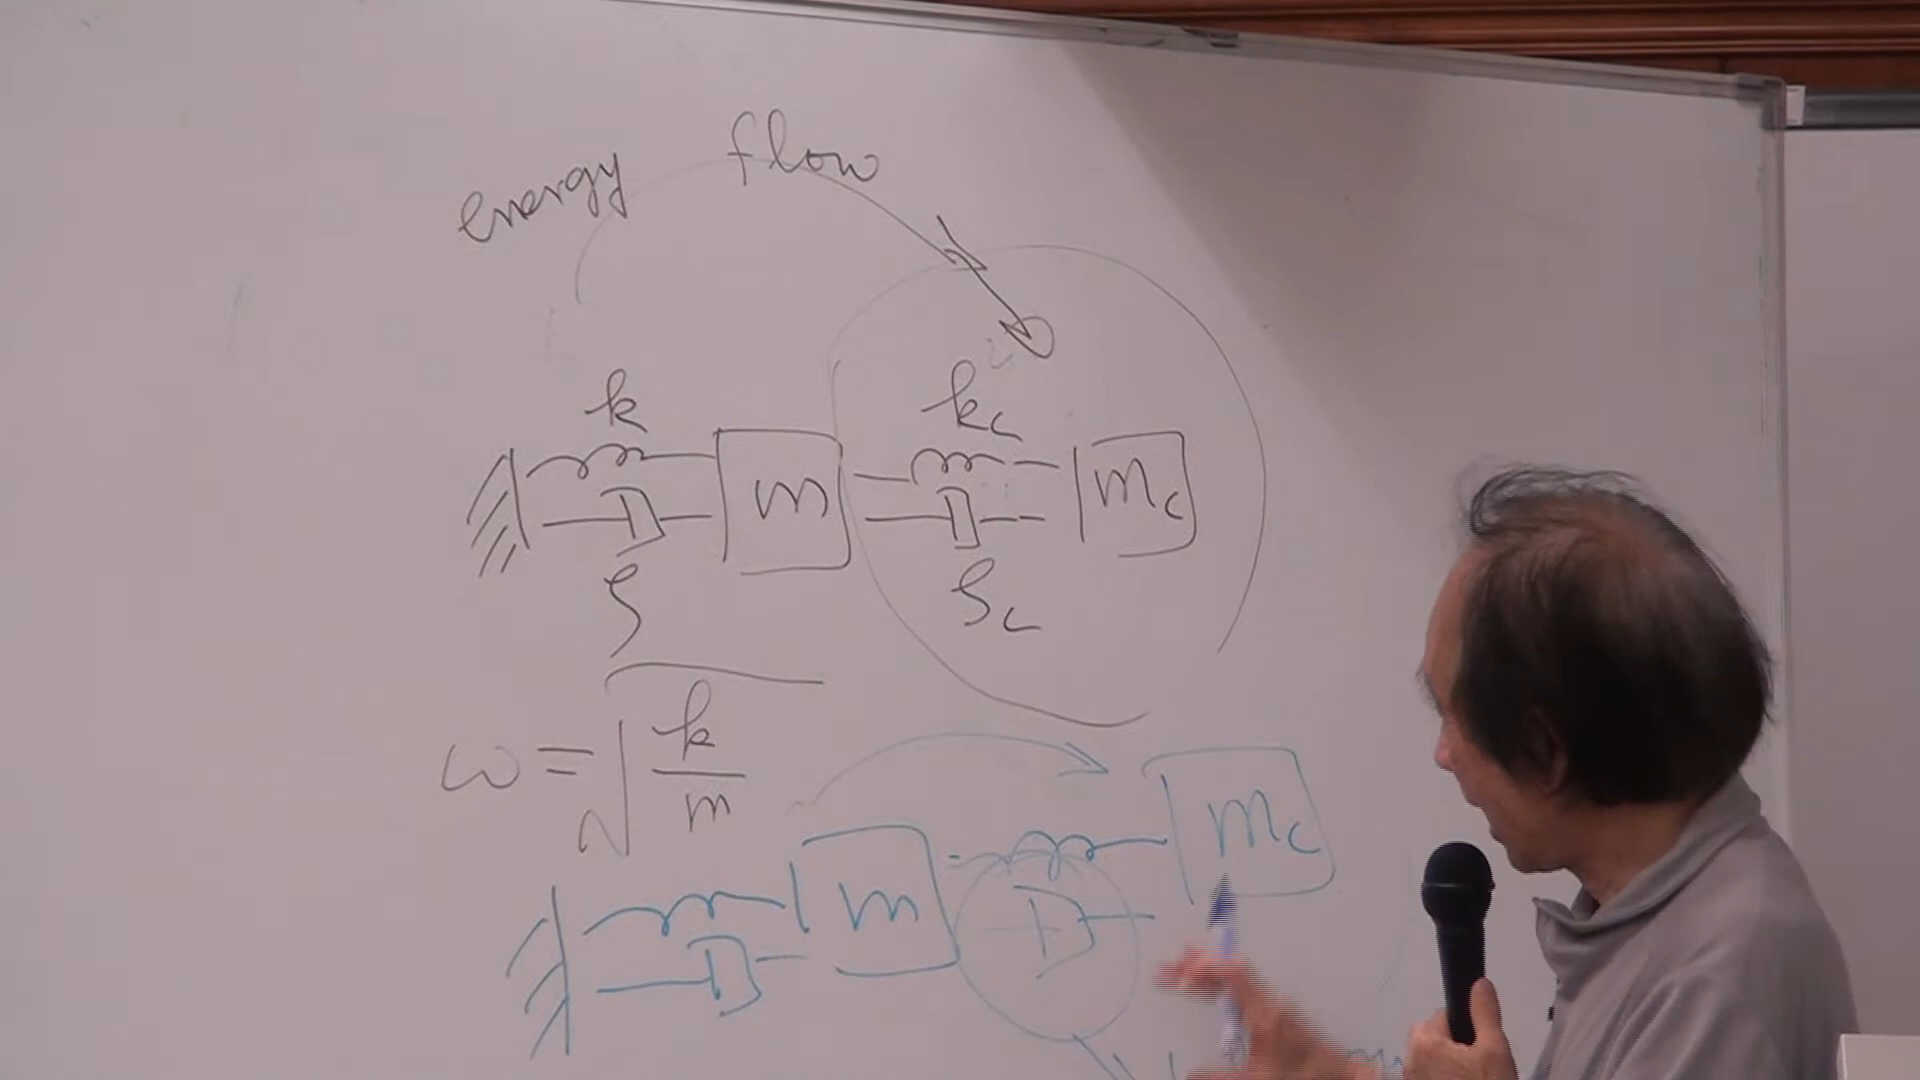 energy flow
k
kc
m
mc
ζ
ζc
ω = √k/m
mc
m